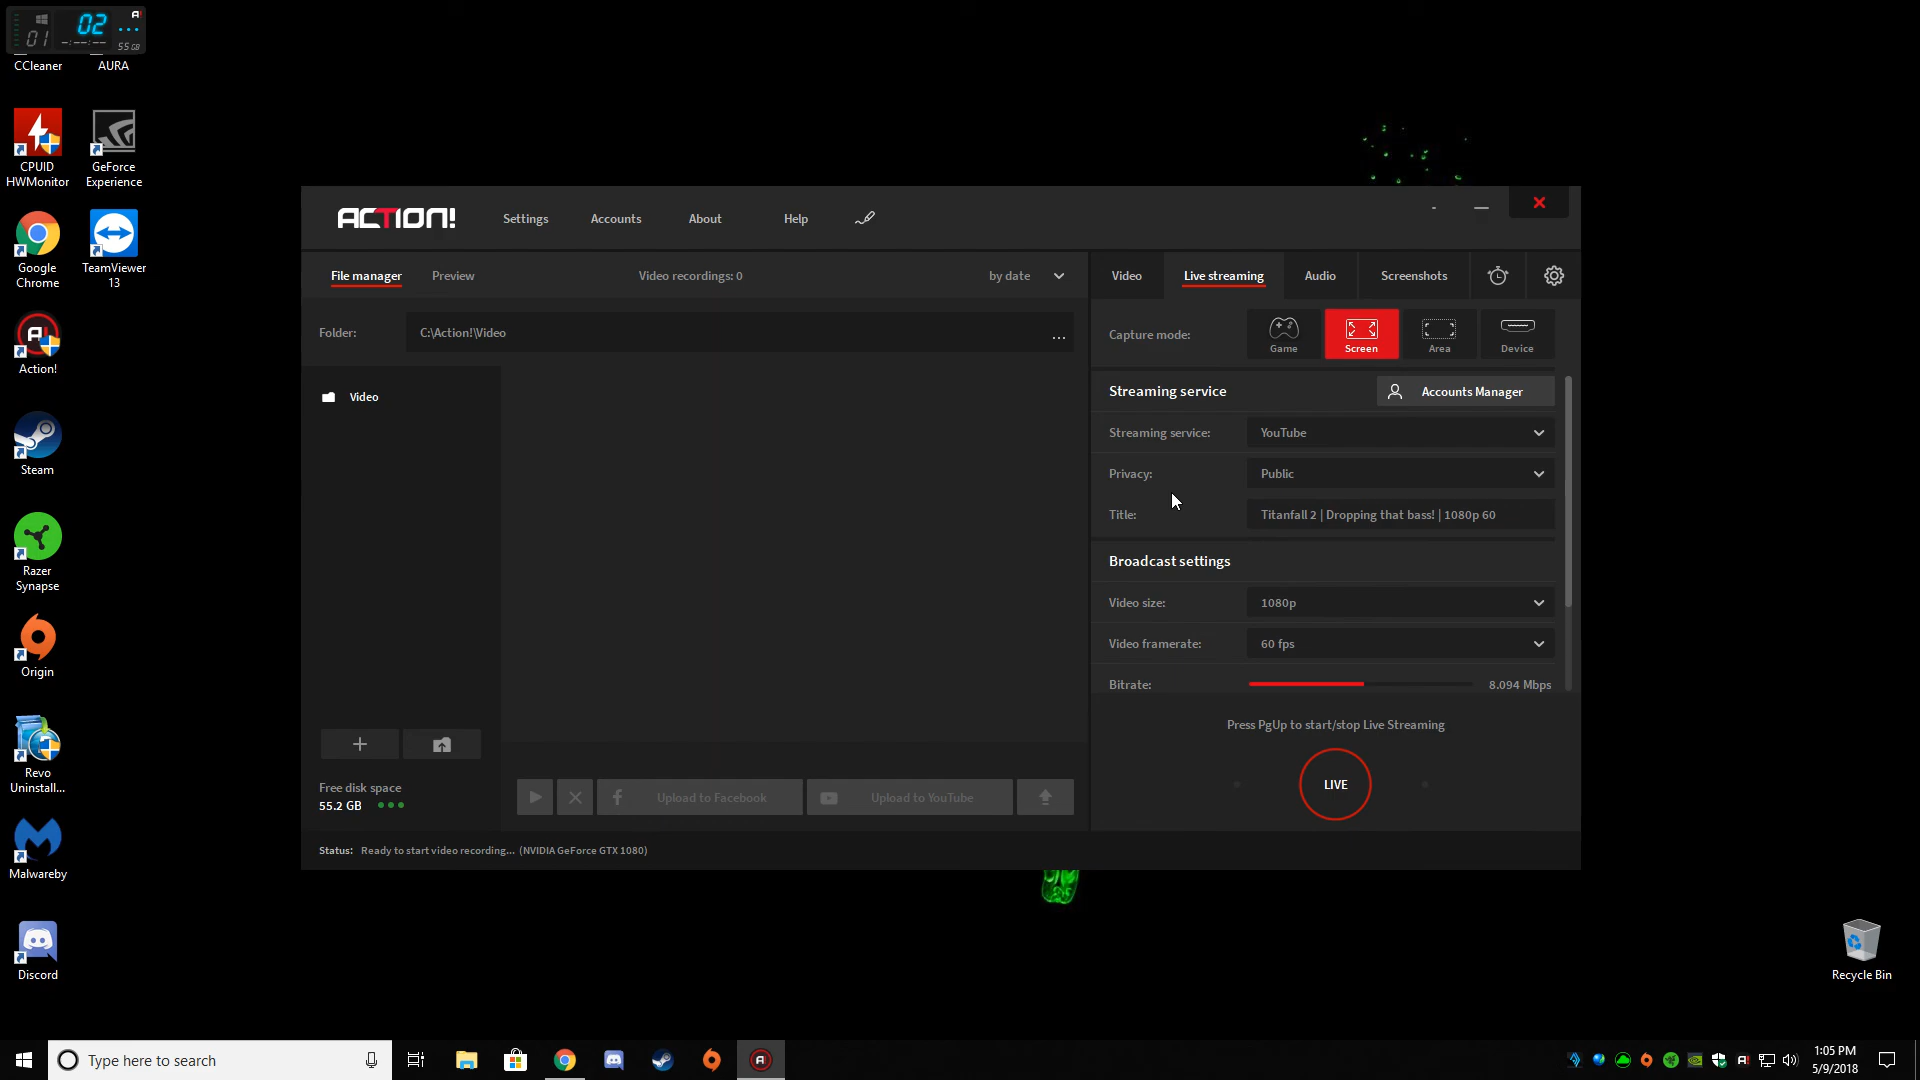 01
02
-:--:--
55 GB
CCleaner
AURA
CPUID
HWMonitor
GeForce
Experience
Google
Chrome
TeamViewer
13
Action!
Steam
Razer
Synapse
Origin
Revo
Uninstall...
Malwareby
Discord
Recycle Bin
ACTION!
Settings
Accounts
About
Help
File manager
Preview
Video recordings: 0
by date
Folder:
C:\Action!\Video
...
Video
Free disk space
55.2 GB
Upload to Facebook
Upload to YouTube
Status: Ready to start video recording... (NVIDIA GeForce GTX 1080)
Video
Live streaming
Audio
Screenshots
Capture mode:
Game
Screen
Area
Device
Streaming service
Accounts Manager
Streaming service:
YouTube
Privacy:
Public
Title:
Titanfall 2 | Dropping that bass! | 1080p 60
Broadcast settings
Video size:
1080p
Video framerate:
60 fps
Bitrate:
8.094 Mbps
Press PgUp to start/stop Live Streaming
LIVE
Type here to search
1:05 PM
5/9/2018